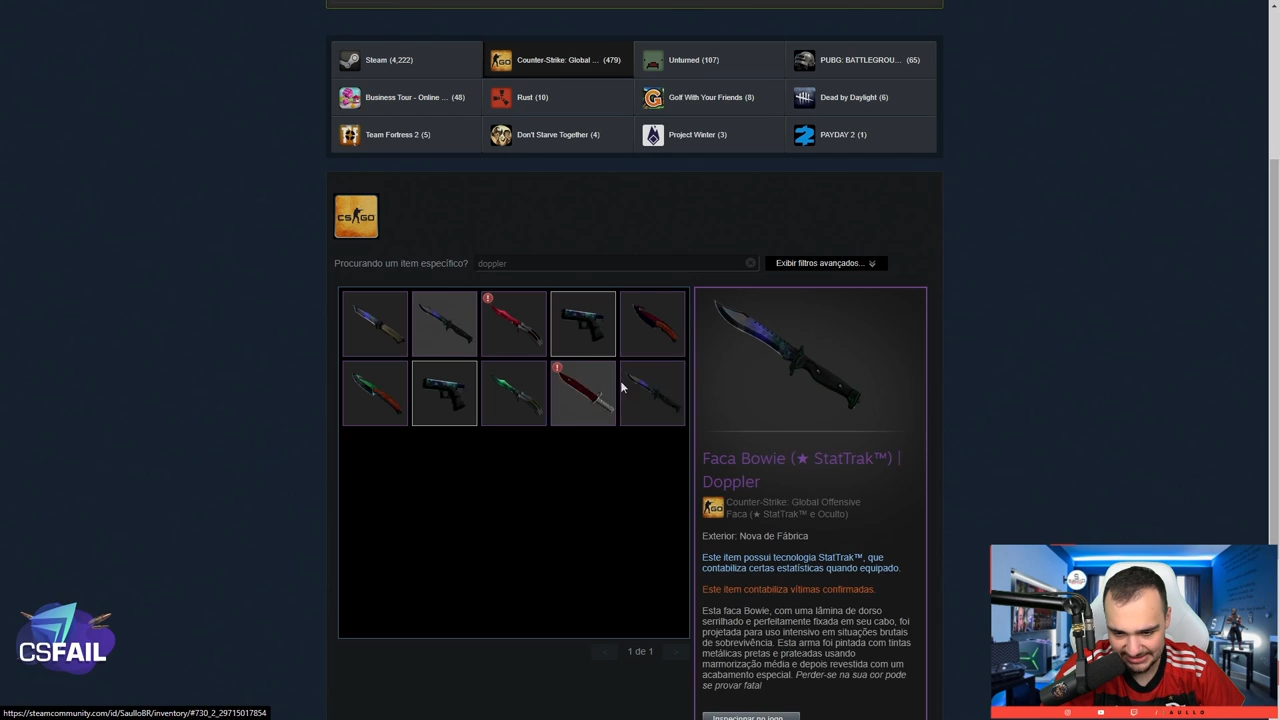 Steam (4,222)
Counter-Strike: Global ... (479)
Unturned (107)
PUBG: BATTLEGROU... (65)
Business Tour - Online ... (48)
Rust (10)
Golf With Your Friends (8)
Dead by Daylight (6)
Team Fortress 2 (5)
Don't Starve Together (4)
Project Winter (3)
PAYDAY 2 (1)
CS GO
Procurando um item específico?
doppler
Exibir filtros avançados...
Faca Bowie (★ StatTrak™) |
Doppler
Counter-Strike: Global Offensive
Faca (★ StatTrak™ e Oculto)
Exterior: Nova de Fábrica
Este item possui tecnologia StatTrak™, que
contabiliza certas estatísticas quando equipado.
Este item contabiliza vítimas confirmadas.
Esta faca Bowie, com uma lâmina de dorso
serrilhado e perfeitamente fixada em seu cabo, foi
projetada para uso intensivo em situações brutais
de sobrevivência. Esta arma foi pintada com tintas
metálicas pretas e prateadas usando
marmorização média e depois revestida com um
acabamento especial. Perder-se na sua cor pode
se provar fatal
< 1 de 1 >
Inspecionar no jogo...
CSFAIL
https://steamcommunity.com/id/SaulloBR/inventory/#730_2_29715017854